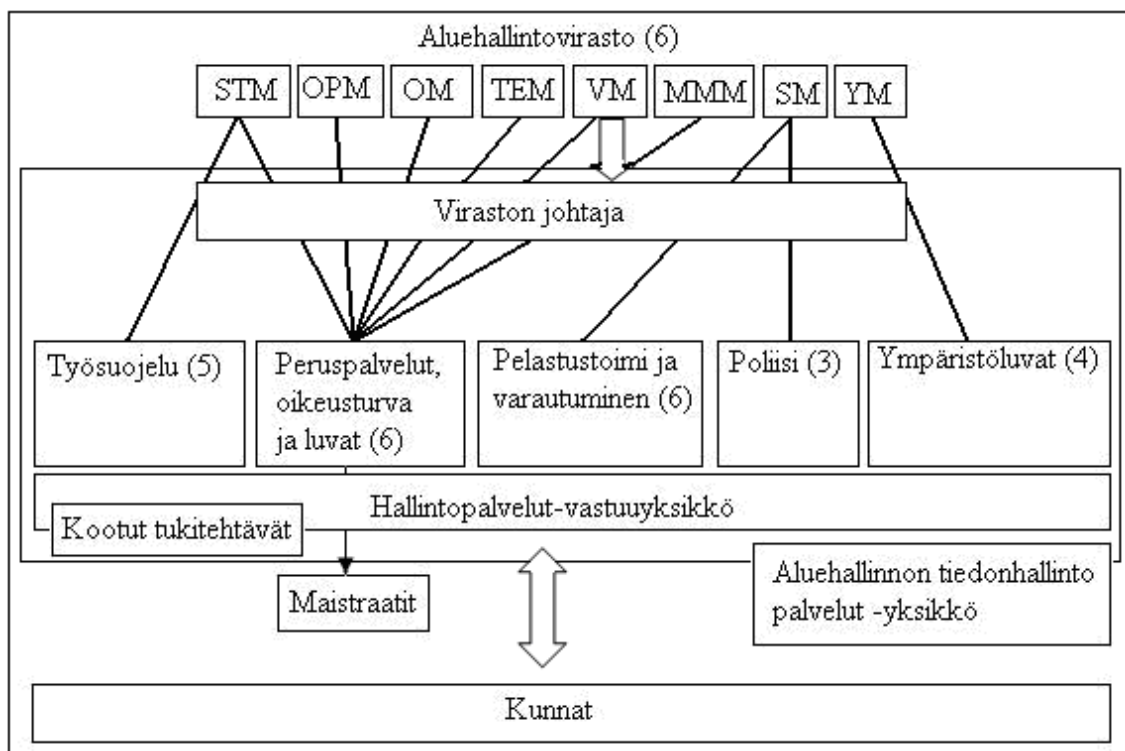 Aluehallintovirasto (6)
STM OPM OM TEM VM MMM SM YM
Viraston johtaja
Työsuojelu (5)
Peruspalvelut,
oikeusturva
ja luvat (6)
Pelastustoimi ja
varautuminen (6)
Poliisi (3)
Ympäristöluvat (4)
Hallintopalvelut-vastuuyksikkö
Kootut tukitehtävät
Maistraatit
Aluehallinnon tiedonhallinto
palvelut -yksikkö
Kunnat